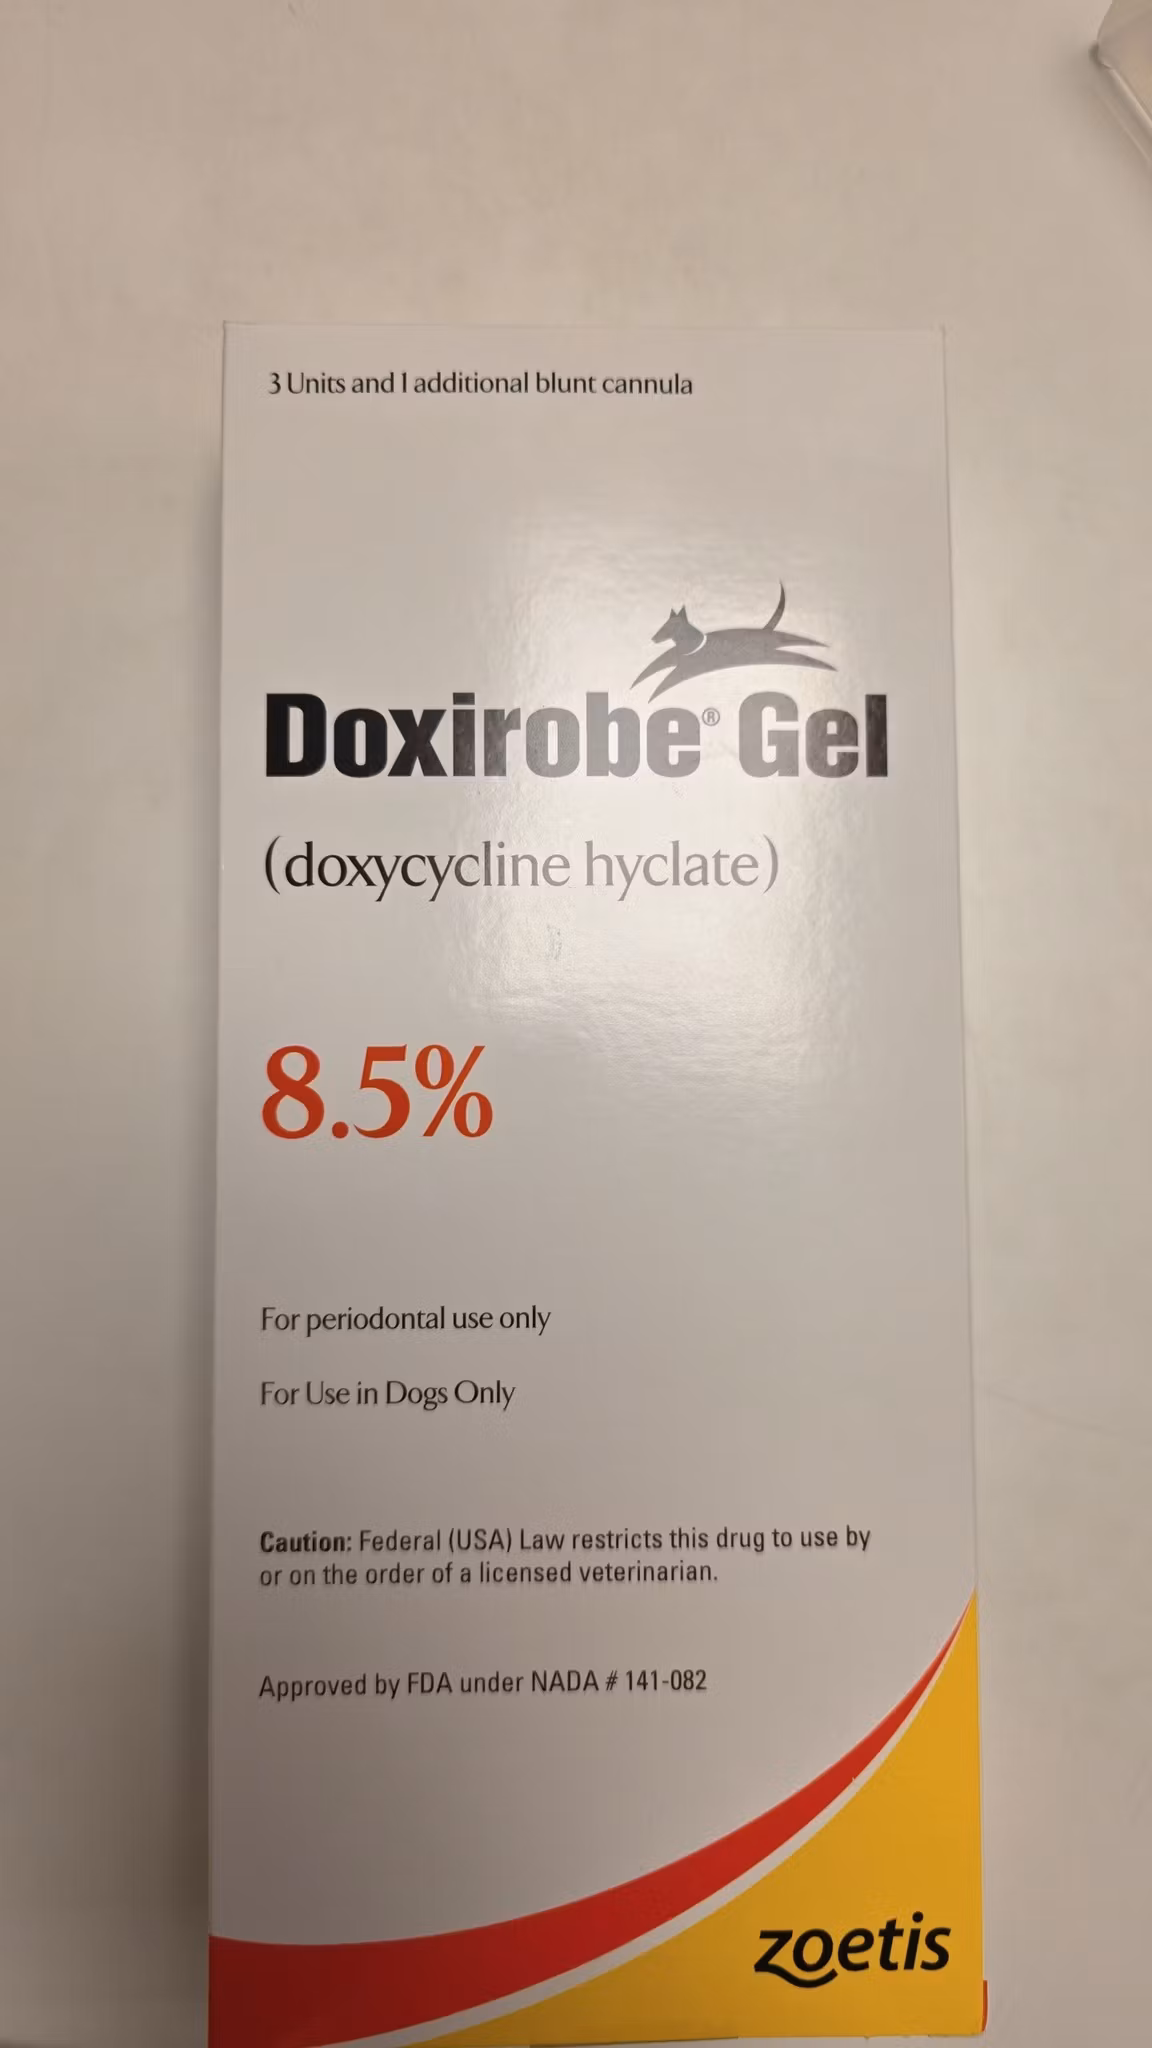 3 Units and 1 additional blunt cannula
Doxirobe® Gel
(doxycycline hyclate)
8.5%
For periodontal use only
For Use in Dogs Only
Caution: Federal (USA) Law restricts this drug to use by
or on the order of a licensed veterinarian.
Approved by FDA under NADA # 141-082
zoetis